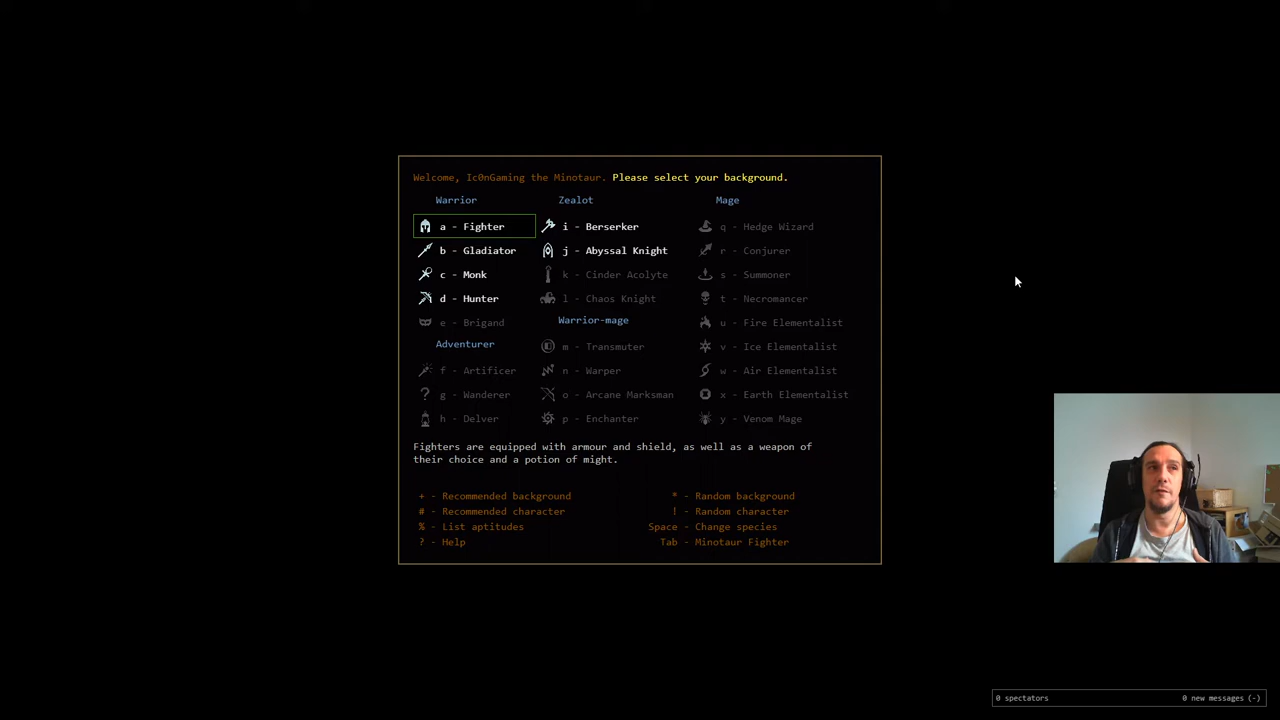 Welcome, Ic0nGaming the Minotaur. Please select your background.
Warrior
a - Fighter
b - Gladiator
c - Monk
d - Hunter
e - Brigand
Adventurer
f - Artificer
g - Wanderer
h - Delver
Zealot
i - Berserker
j - Abyssal Knight
k - Cinder Acolyte
l - Chaos Knight
Warrior-mage
m - Transmuter
n - Warper
o - Arcane Marksman
p - Enchanter
Mage
q - Hedge Wizard
r - Conjurer
s - Summoner
t - Necromancer
u - Fire Elementalist
v - Ice Elementalist
w - Air Elementalist
x - Earth Elementalist
y - Venom Mage
Fighters are equipped with armour and shield, as well as a weapon of
their choice and a potion of might.
+ - Recommended background
# - Recommended character
% - List aptitudes
? - Help
* - Random background
! - Random character
Space - Change species
Tab - Minotaur Fighter
0 spectators
0 new messages (-)